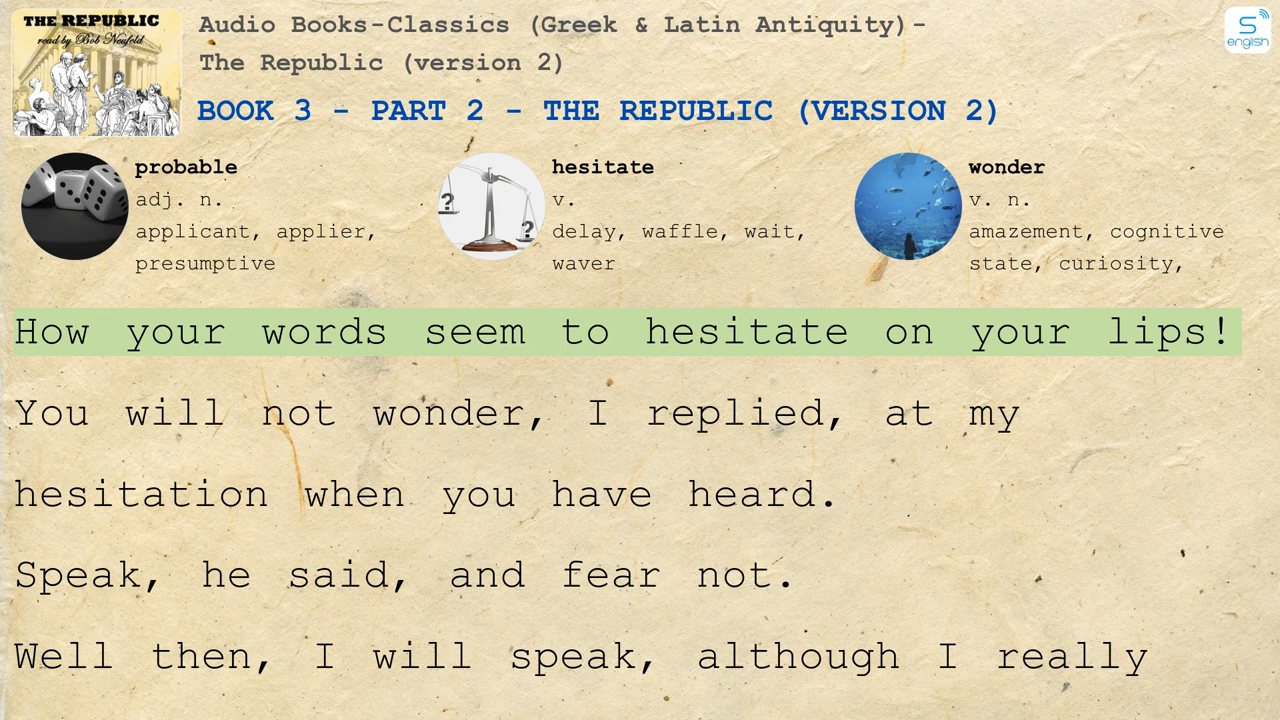 THE REPUBLIC
read by Bob Neufeld
Audio Books-Classics (Greek & Latin Antiquity)-
The Republic (version 2)
S
english
BOOK 3 - PART 2 - THE REPUBLIC (VERSION 2)
probable
adj. n.
applicant, applier,
presumptive
hesitate
v.
delay, waffle, wait,
waver
wonder
v. n.
amazement, cognitive
state, curiosity,
? ?
How your words seem to hesitate on your lips!
You will not wonder, I replied, at my
hesitation when you have heard.
Speak, he said, and fear not.
Well then, I will speak, although I really